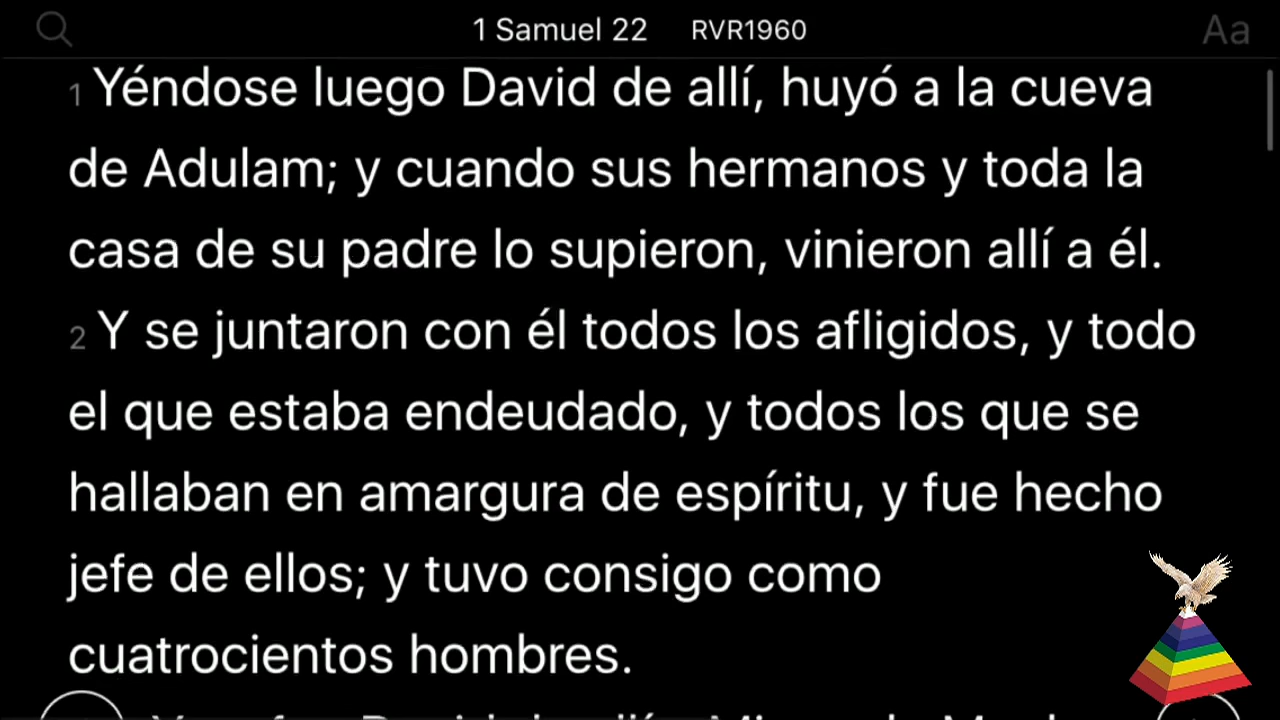 1 Samuel 22 RVR1960 Aa
1 Yéndose luego David de allí, huyó a la cueva
de Adulam; y cuando sus hermanos y toda la
casa de su padre lo supieron, vinieron allí a él.
2 Y se juntaron con él todos los afligidos, y todo
el que estaba endeudado, y todos los que se
hallaban en amargura de espíritu, y fue hecho
jefe de ellos; y tuvo consigo como
cuatrocientos hombres.